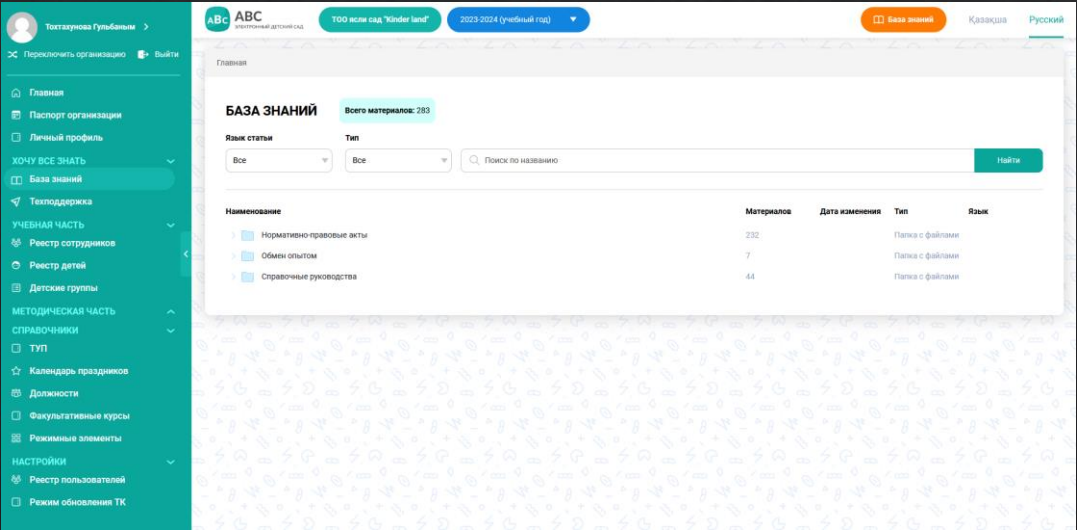 Тохтахунова Гульбаным
Переключить организацию Выйти
Главная
Паспорт организации
Личный профиль
ХОЧУ ВСЕ ЗНАТЬ
База знаний
Техподдержка
УЧЕБНАЯ ЧАСТЬ
Реестр сотрудников
Реестр детей
Детские группы
МЕТОДИЧЕСКАЯ ЧАСТЬ
СПРАВОЧНИКИ
ТУП
Календарь праздников
Должности
Факультативные курсы
Режимные элементы
НАСТРОЙКИ
Реестр пользователей
Режим обновления ТК
ABC ABC
ЭЛЕКТРОННЫЙ ДЕТСКИЙ САД
ТОО ясли сад "Kinder land" 2023-2024 (учебный год) База знаний Қазақша Русский
Главная
БАЗА ЗНАНИЙ Всего материалов: 283
Язык статьи Тип
Все Все Поиск по названию Найти
Наименование Материалов Дата изменения Тип Язык
Нормативно-правовые акты 232 Папка с файлами
Обмен опытом 7 Папка с файлами
Справочные руководства 44 Папка с файлами